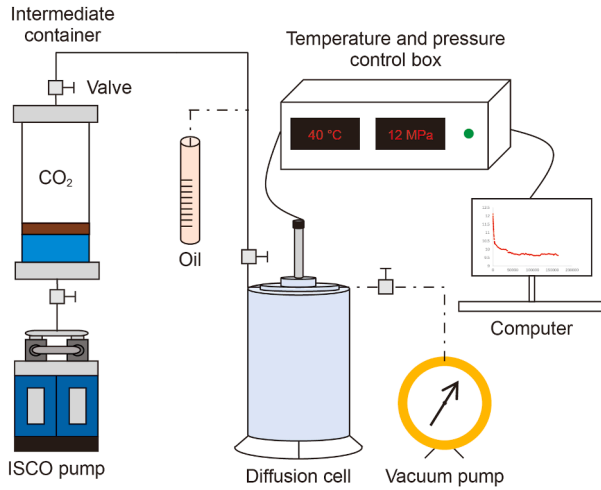 Intermediate
container
Valve
CO₂
Temperature and pressure
control box
40 °C
12 MPa
Oil
Computer
ISCO pump
Diffusion cell
Vacuum pump